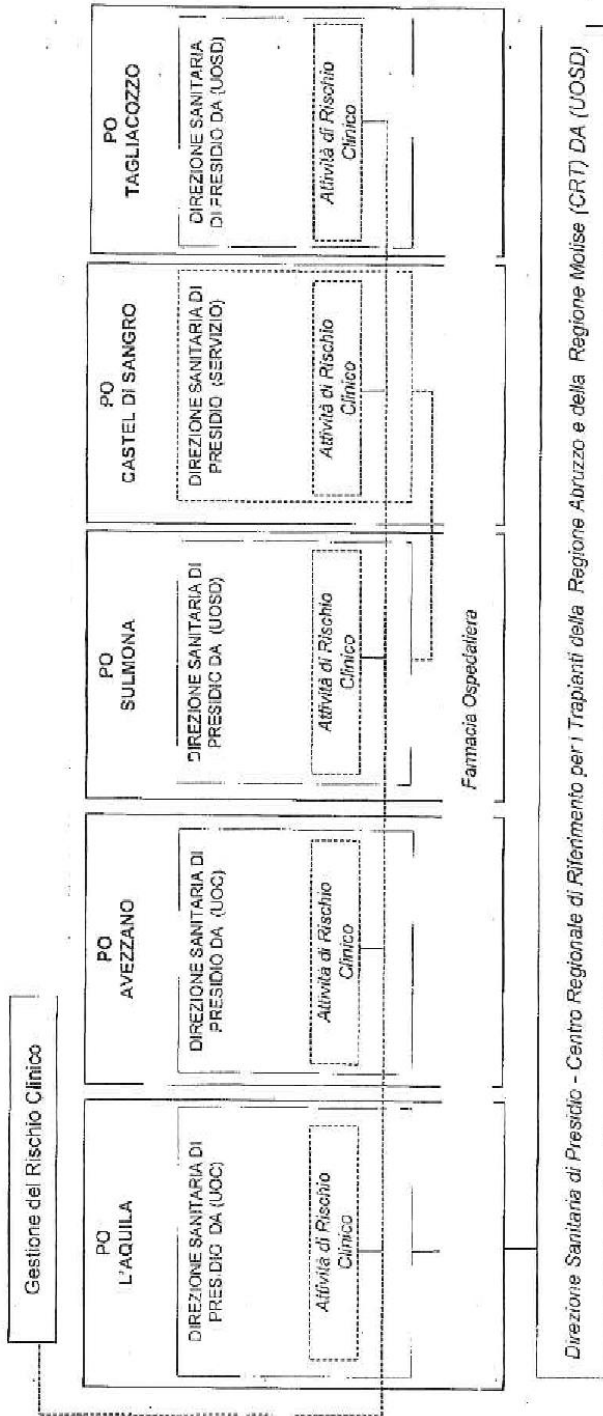 Gestione del Rischio Clinico
PO
L'AQUILA
DIREZIONE SANITARIA DI
PRESIDIO DA (UOC)
Attività di Rischio
Clinico
PO
AVEZZANO
DIREZIONE SANITARIA DI
PRESIDIO DA (UOC)
Attività di Rischio
Clinico
PO
SULMONA
DIREZIONE SANITARIA DI
PRESIDIO DA (UOSD)
Attività di Rischio
Clinico
PO
CASTEL DI SANGRO
DIREZIONE SANITARIA DI
PRESIDIO (SERVIZIO)
Attività di Rischio
Clinico
PO
TAGLIACOZZO
DIREZIONE SANITARIA
DI PRESIDIO DA (UOSD)
Attività di Rischio
Clinico
Farmacia Ospedaliera
Direzione Sanitaria di Presidio - Centro Regionale di Riferimento per i Trapianti della Regione Abruzzo e della Regione Molise (CRT) DA (UOSD)